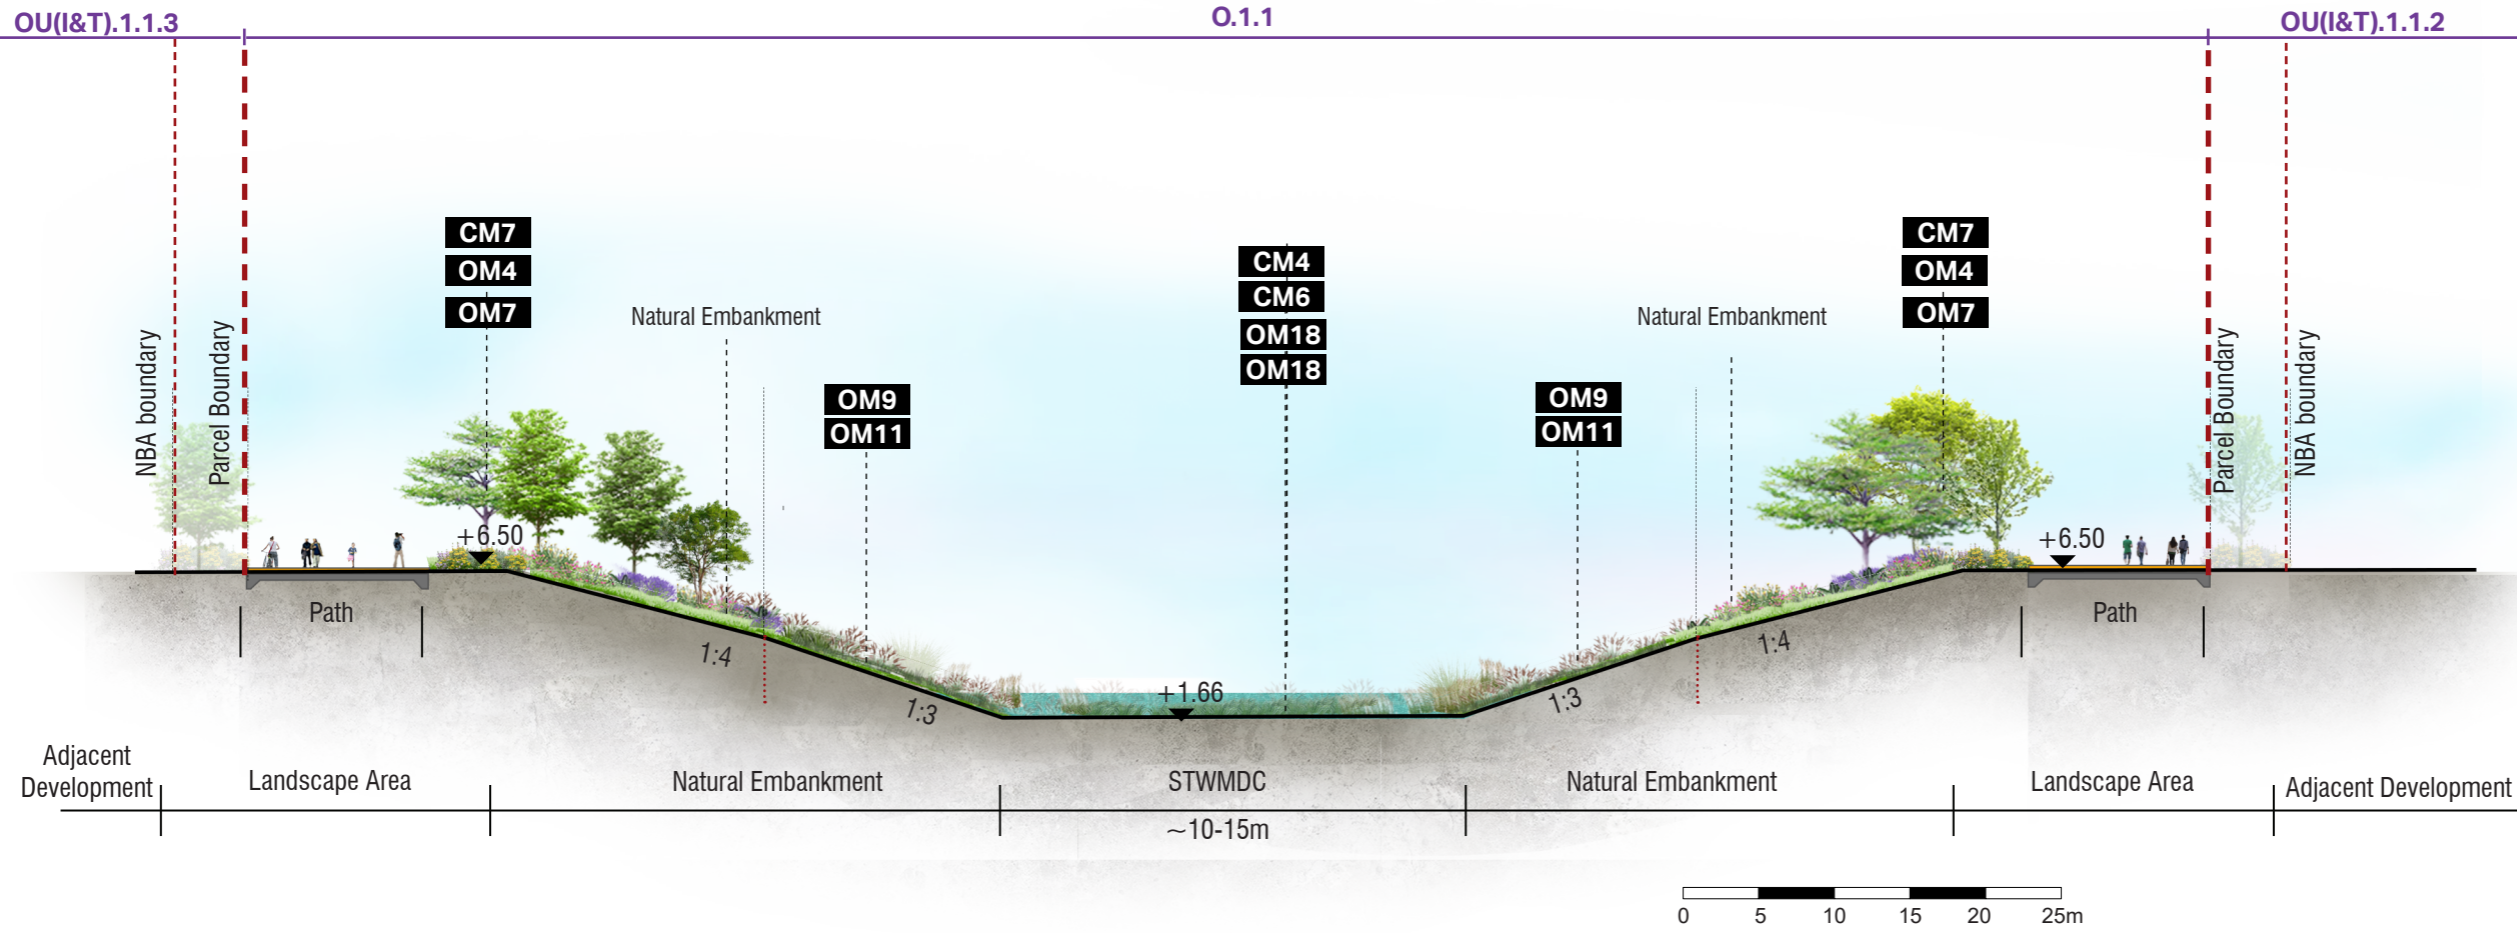 OU(I&T).1.1.3
O.1.1
OU(I&T).1.1.2
CM7
OM4
OM7
CM4
CM6
OM18
OM18
CM7
OM4
OM7
Natural Embankment
Natural Embankment
OM9
OM11
OM9
OM11
NBA boundary
Parcel Boundary
Parcel Boundary
NBA boundary
+6.50
+6.50
Path
Path
1:4
1:3
+1.66
1:3
1:4
Adjacent
Development
Landscape Area
Natural Embankment
STWMDC
Natural Embankment
Landscape Area
Adjacent Development
~10-15m
0 5 10 15 20 25m